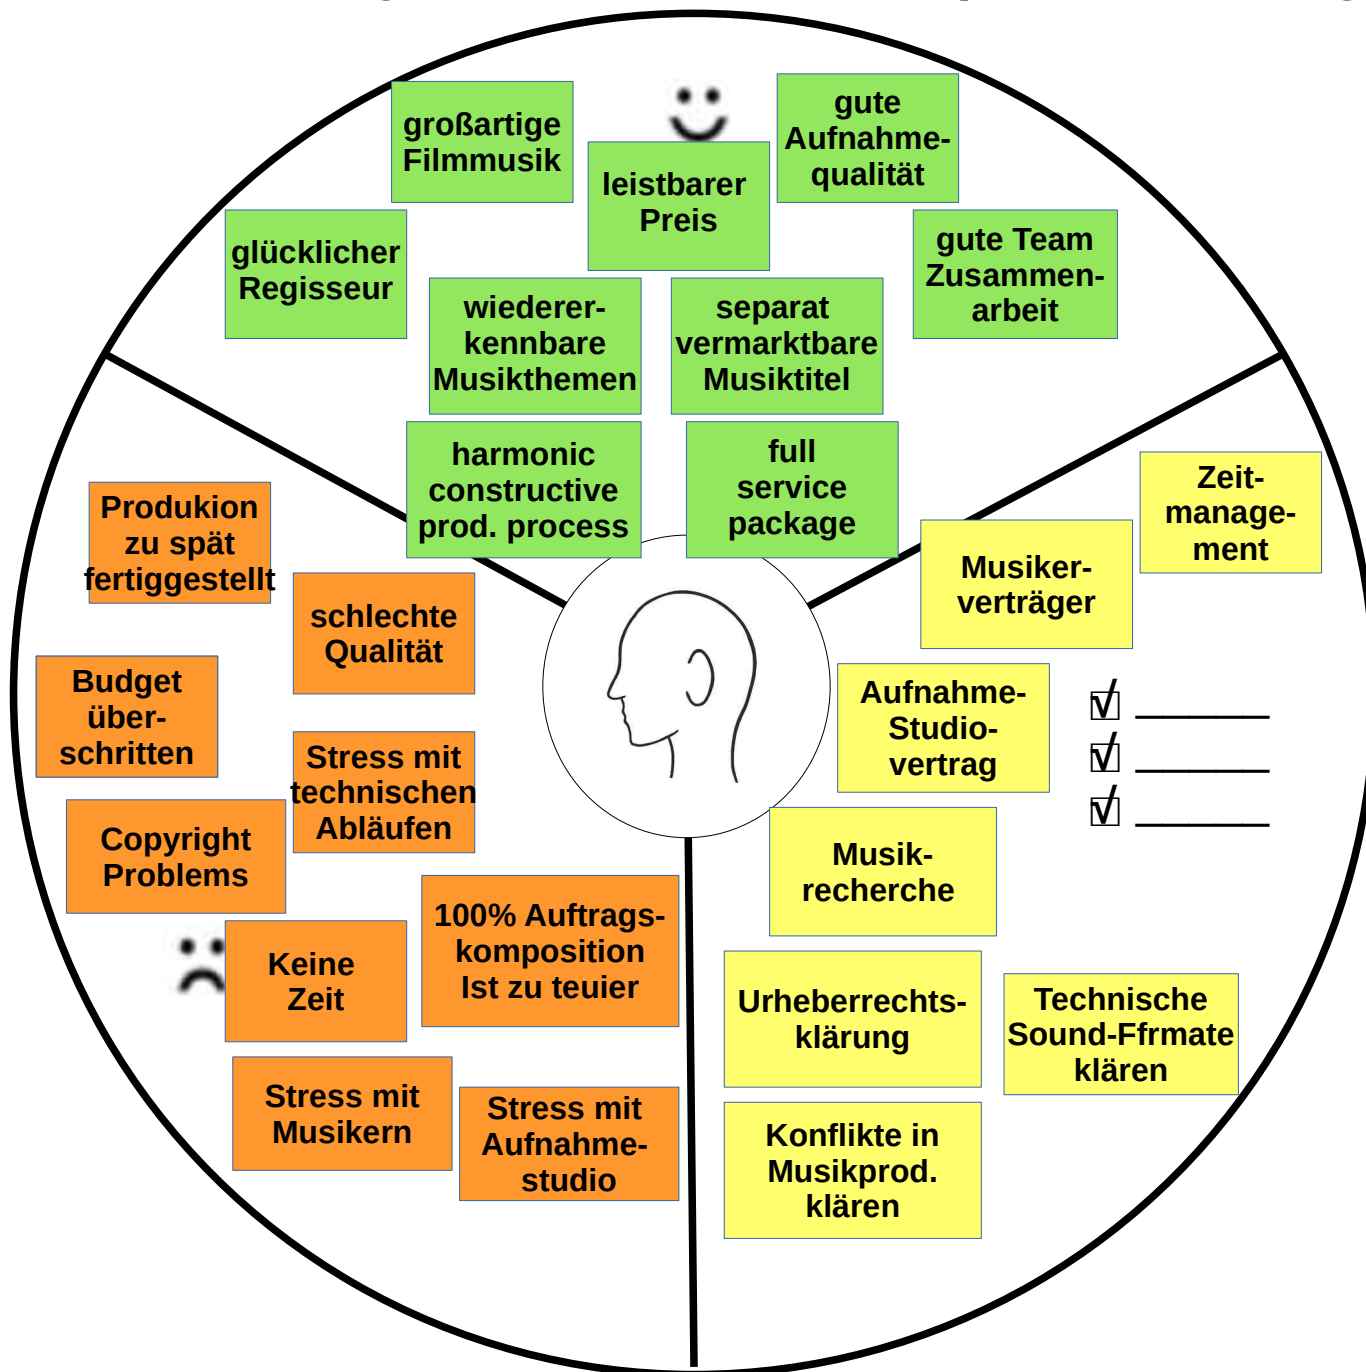 großartige
Filmmusik
leistbarer
Preis
gute
Aufnahme-
qualität
glücklicher
Regisseur
gute Team
Zusammen-
arbeit
wiederer-
kennbare
Musikthemen
separat
vermarktbare
Musiktitel
harmonic
constructive
prod. process
full
service
package
Produkion
zu spät
fertiggestellt
schlechte
Qualität
Budget
über-
schritten
Stress mit
technischen
Abläufen
Copyright
Problems
100% Auftrags-
komposition
Ist zu teuier
Keine
Zeit
Stress mit
Musikern
Stress mit
Aufnahme-
studio
Zeit-
manage-
ment
Musiker-
verträger
Aufnahme-
Studio-
vertrag
Musik-
recherche
Urheberrechts-
klärung
Technische
Sound-Ffrmate
klären
Konflikte in
Musikprod.
klären